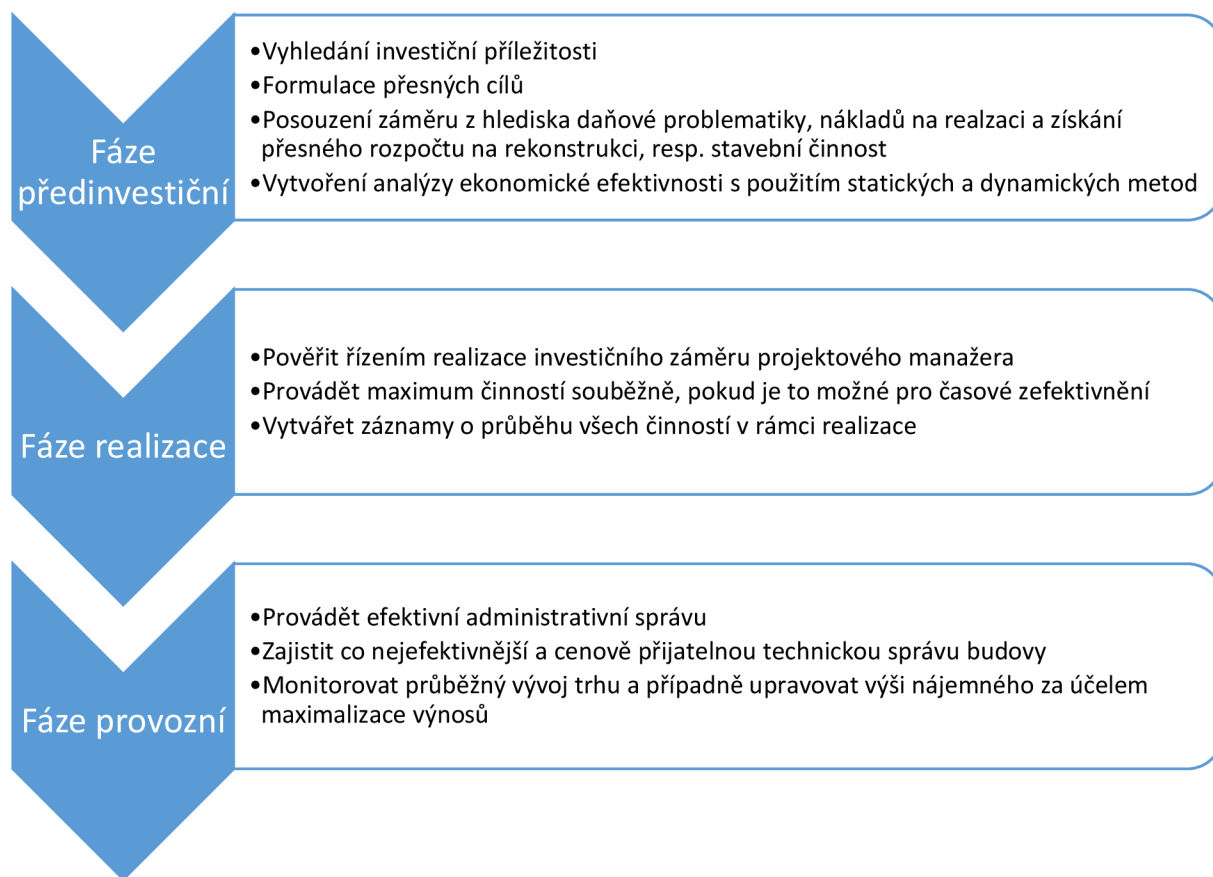 Fáze
předinvestiční
•Vyhledání investiční příležitosti
•Formulace přesných cílů
•Posouzení záměru z hlediska daňové problematiky, nákladů na realzaci a získání
přesného rozpočtu na rekonstrukci, resp. stavební činnost
•Vytvoření analýzy ekonomické efektivnosti s použitím statických a dynamických metod
Fáze realizace
•Pověřit řízením realizace investičního záměru projektového manažera
•Provádět maximum činností souběžně, pokud je to možné pro časové zefektivnění
•Vytvářet záznamy o průběhu všech činností v rámci realizace
Fáze provozní
•Provádět efektivní administrativní správu
•Zajistit co nejefektivnější a cenově přijatelnou technickou správu budovy
•Monitorovat průběžný vývoj trhu a případně upravovat výši nájemného za účelem
maximalizace výnosů